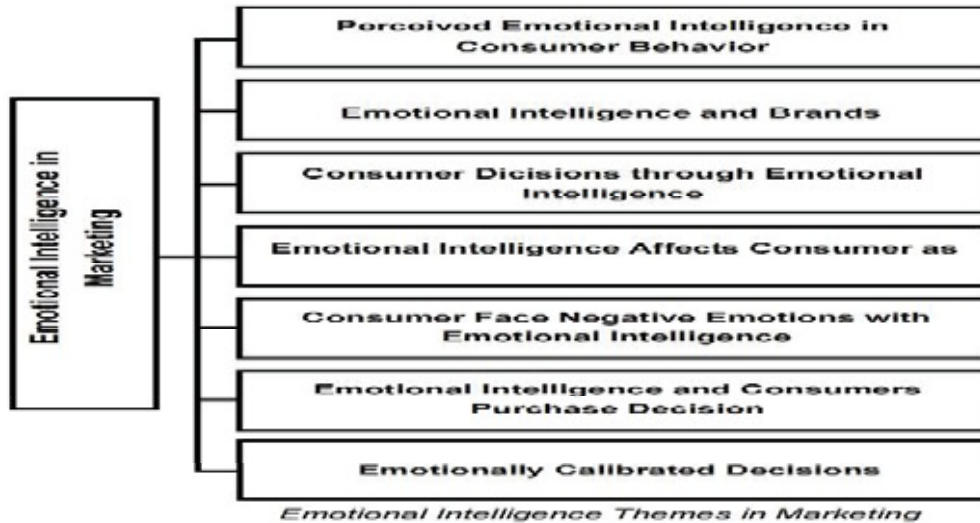 Emotional Intelligence in
Marketing
Perceived Emotional Intelligence in
Consumer Behavior
Emotional Intelligence and Brands
Consumer Dicisions through Emotional
Intelligence
Emotional Intelligence Affects Consumer as
Consumer Face Negative Emotions with
Emotional Intelligence
Emotional Intelligence and Consumers
Purchase Decision
Emotionally Calibrated Decisions
Emotional Intelligence Themes in Marketing